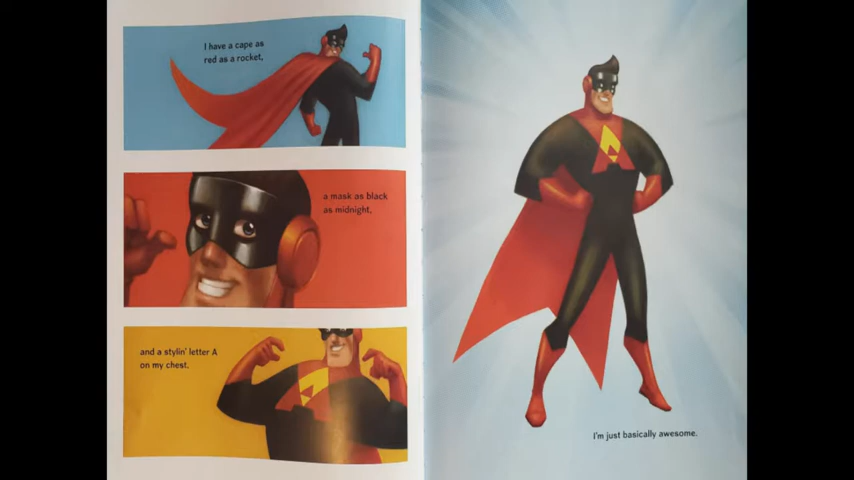 I have a cape as
red as a rocket,
a mask as black
as midnight,
and a stylin' letter A
on my chest.
I'm just basically awesome.